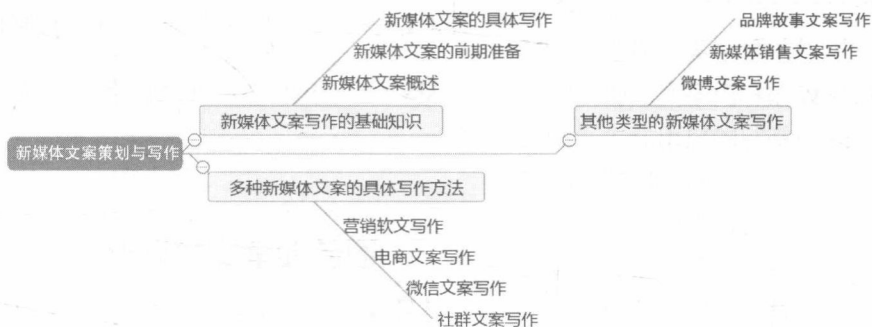 新媒体文案的具体写作
新媒体文案的前期准备
新媒体文案概述
新媒体文案写作的基础知识
品牌故事文案写作
新媒体销售文案写作
微博文案写作
其他类型的新媒体文案写作
新媒体文案策划与写作
多种新媒体文案的具体写作方法
营销软文写作
电商文案写作
微信文案写作
社群文案写作